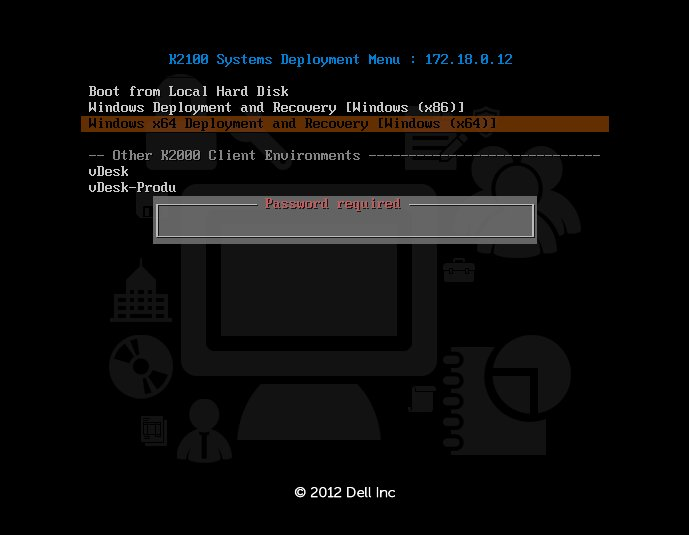 K2100 Systems Deployment Menu : 172.18.0.12
Boot from Local Hard Disk
Windows Deployment and Recovery [Windows (x86)]
Windows x64 Deployment and Recovery [Windows (x64)]
-- Other K2000 Client Environments -----------------------------
vDesk
vDesk-Produ
Password required
© 2012 Dell Inc